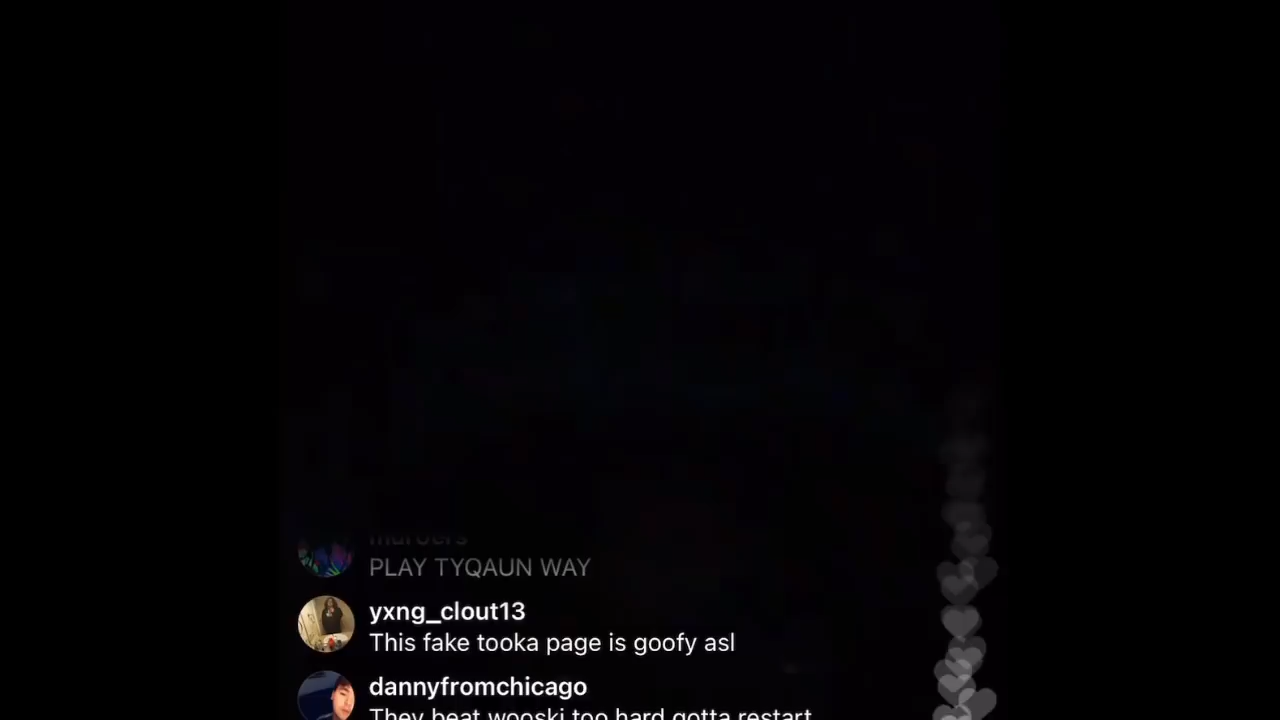 PLAY TYQAUN WAY
yxng_clout13
This fake tooka page is goofy asl
dannyfromchicago
They beat wooski too hard gotta restart